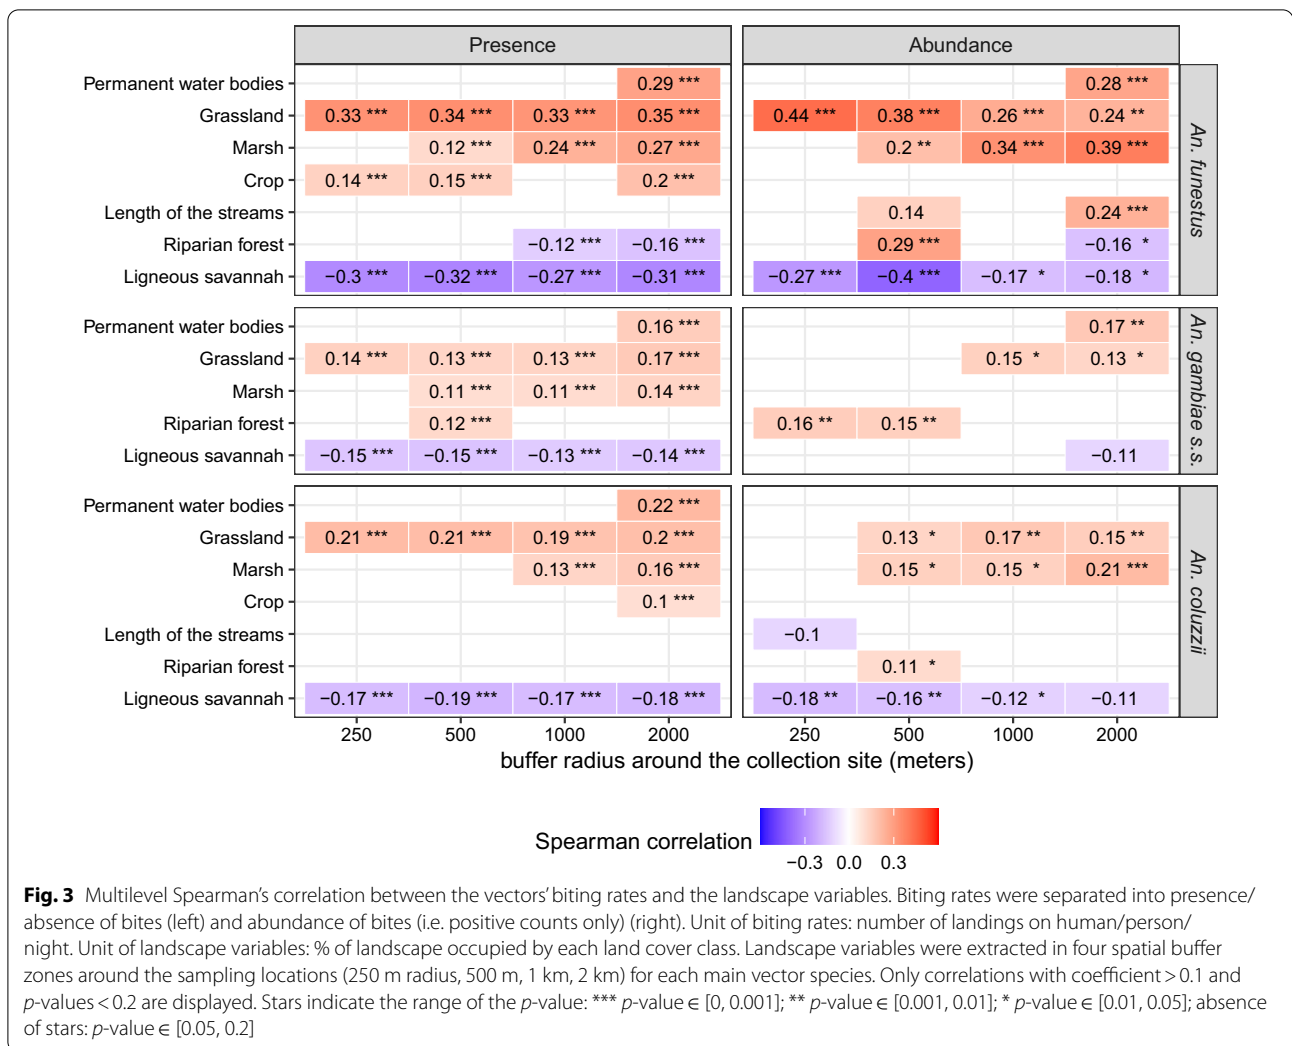 Presence Abundance
Permanent water bodies 0.29 *** 0.28 ***
Grassland 0.33 *** 0.34 *** 0.33 *** 0.35 *** 0.44 *** 0.38 *** 0.26 *** 0.24 **
Marsh 0.12 *** 0.24 *** 0.27 *** 0.2 ** 0.34 *** 0.39 ***
Crop 0.14 *** 0.15 *** 0.2 ***
Length of the streams 0.14 0.24 ***
Riparian forest −0.12 *** −0.16 *** 0.29 *** −0.16 *
Ligneous savannah −0.3 *** −0.32 *** −0.27 *** −0.31 *** −0.27 *** −0.4 *** −0.17 * −0.18 *
An. funestus
Permanent water bodies 0.16 *** 0.17 **
Grassland 0.14 *** 0.13 *** 0.13 *** 0.17 *** 0.15 * 0.13 *
Marsh 0.11 *** 0.11 *** 0.14 ***
Riparian forest 0.12 *** 0.16 ** 0.15 **
Ligneous savannah −0.15 *** −0.15 *** −0.13 *** −0.14 *** −0.11
An. gambiae s.s.
Permanent water bodies 0.22 ***
Grassland 0.21 *** 0.21 *** 0.19 *** 0.2 *** 0.13 * 0.17 ** 0.15 **
Marsh 0.13 *** 0.16 *** 0.15 * 0.15 * 0.21 ***
Crop 0.1 ***
Length of the streams −0.1
Riparian forest 0.11 *
Ligneous savannah −0.17 *** −0.19 *** −0.17 *** −0.18 *** −0.18 ** −0.16 ** −0.12 * −0.11
An. coluzzii
250 500 1000 2000 250 500 1000 2000
buffer radius around the collection site (meters)
Spearman correlation
−0.3 0.0 0.3
Fig. 3 Multilevel Spearman's correlation between the vectors' biting rates and the landscape variables. Biting rates were separated into presence/
absence of bites (left) and abundance of bites (i.e. positive counts only) (right). Unit of biting rates: number of landings on human/person/
night. Unit of landscape variables: % of landscape occupied by each land cover class. Landscape variables were extracted in four spatial buffer
zones around the sampling locations (250 m radius, 500 m, 1 km, 2 km) for each main vector species. Only correlations with coefficient > 0.1 and
p-values < 0.2 are displayed. Stars indicate the range of the p-value: *** p-value ∈ [0, 0.001]; ** p-value ∈ [0.001, 0.01]; * p-value ∈ [0.01, 0.05]; absence
of stars: p-value ∈ [0.05, 0.2]